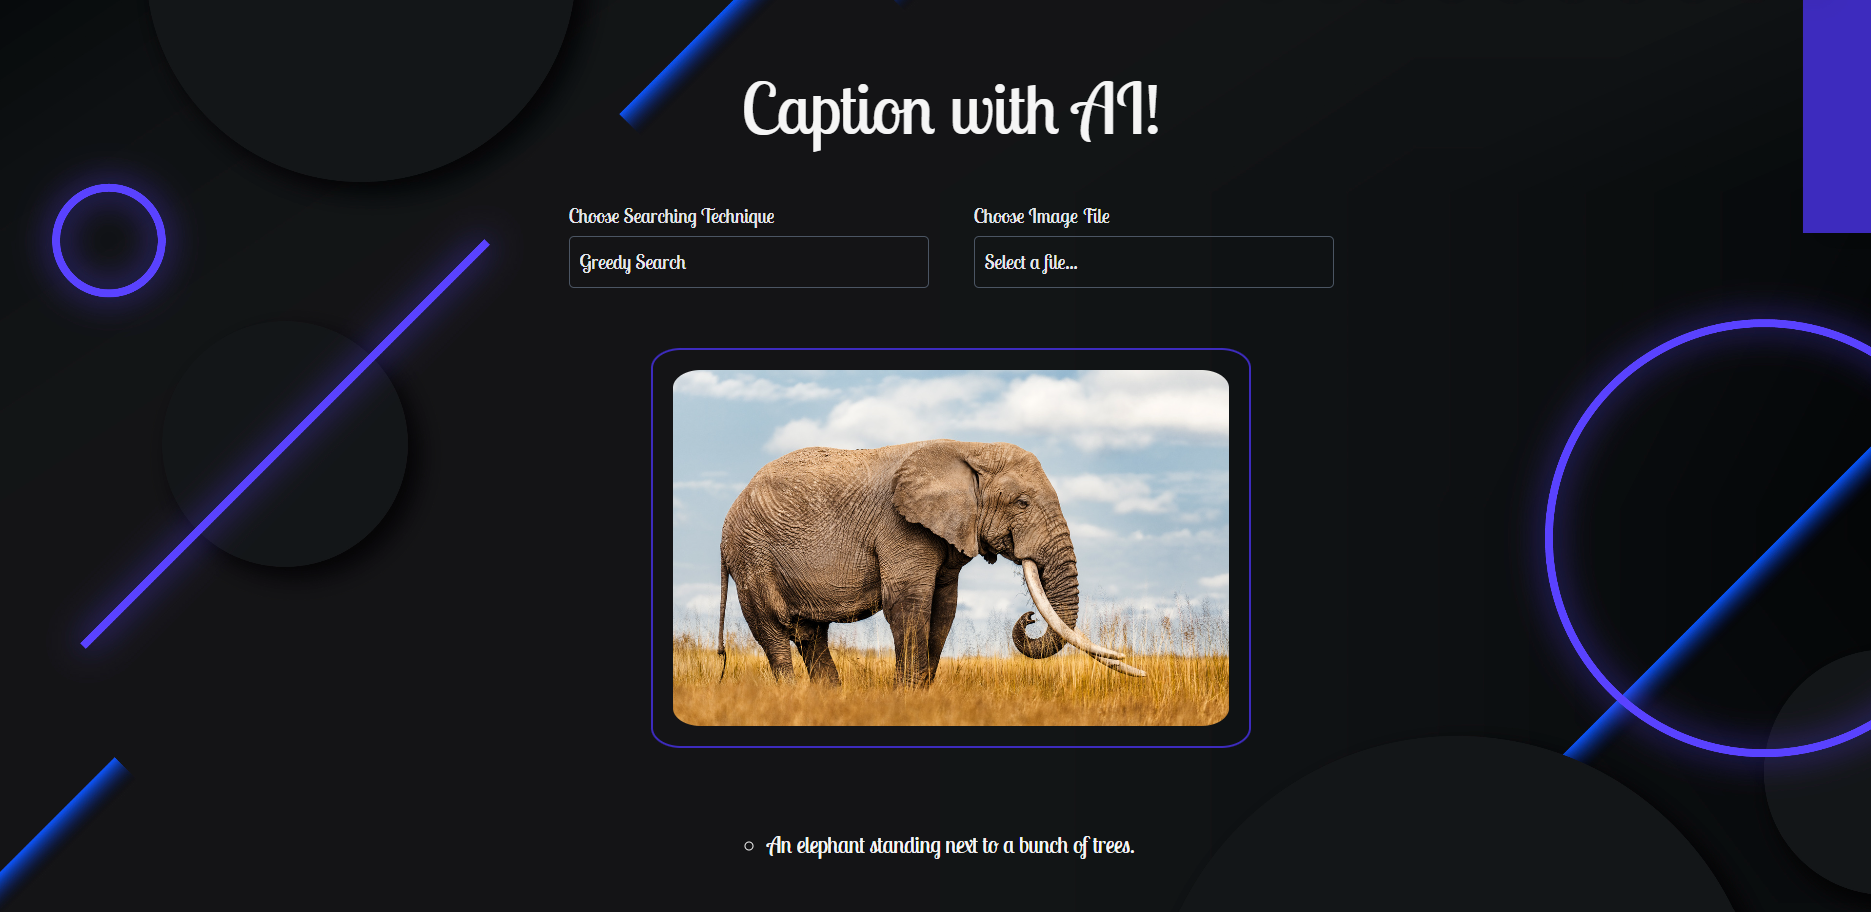 Caption with AI!
Choose Searching Technique
Choose Image File
Greedy Search
Select a file...
An elephant standing next to a bunch of trees.